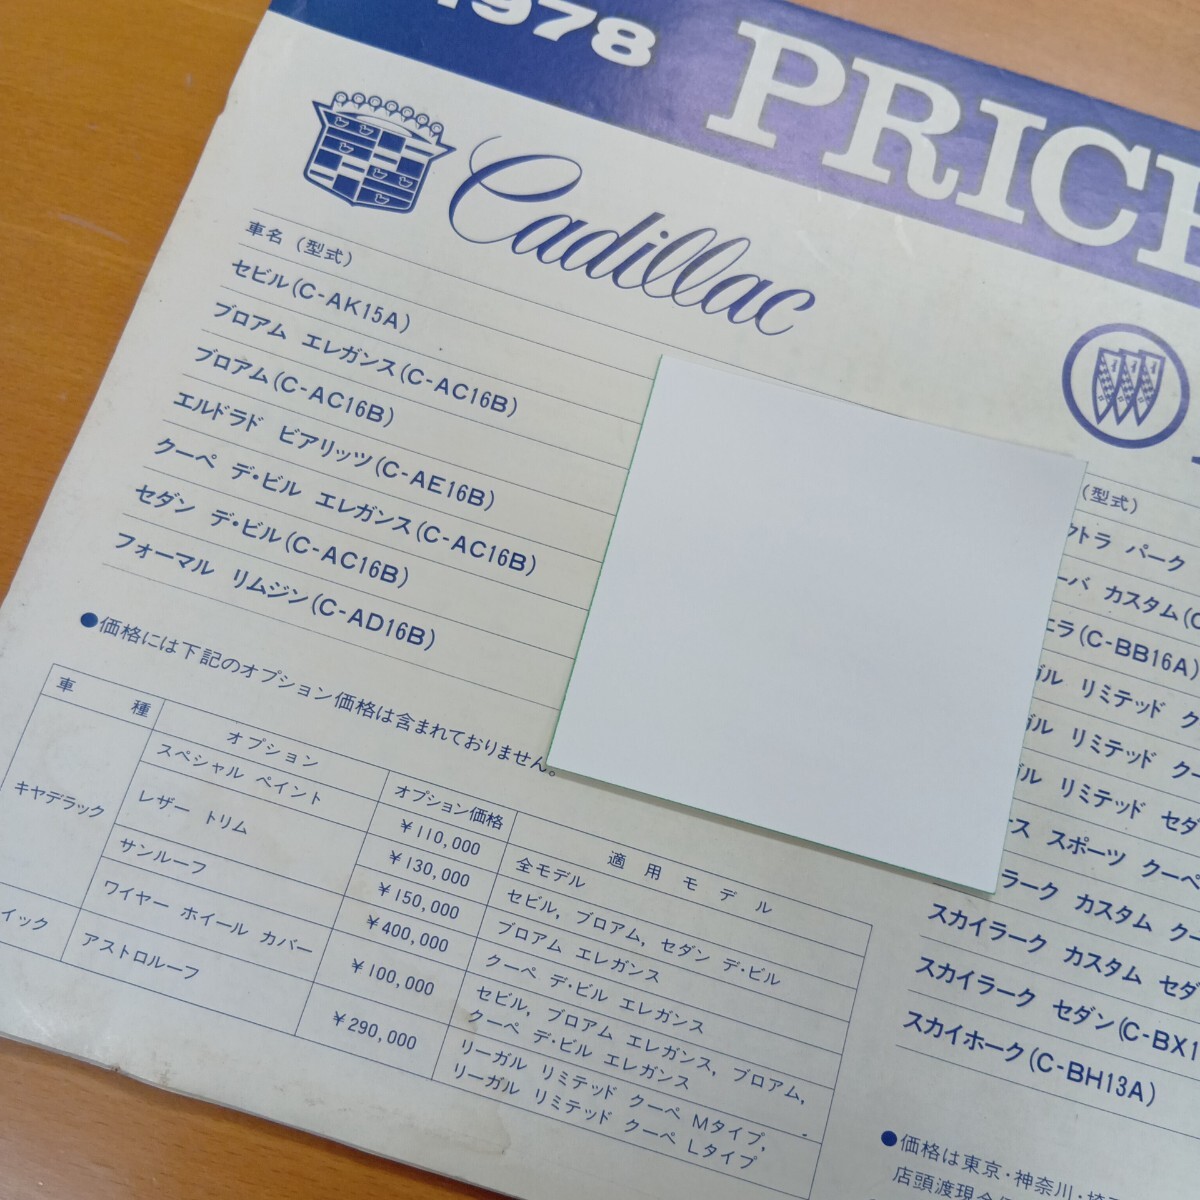 1978 PRICE
Cadillac
車名 (型式)
セビル(C-AK15A)
ブロアム エレガンス(C-AC16B)
ブロアム(C-AC16B)
エルドラド ビアリッツ(C-AE16B)
クーペ デ・ビル エレガンス(C-AC16B)
セダン デ・ビル(C-AC16B)
フォーマル リムジン(C-AD16B)
●価格には下記のオプション価格は含まれておりません。
車種 オプション オプション価格 適用モデル
キヤデラック スペシャル ペイント ¥110,000 全モデル
レザー トリム ¥130,000 セビル, ブロアム, セダン デ・ビル
¥150,000 ブロアム エレガンス
サンルーフ ¥400,000 クーペ デ・ビル エレガンス
ワイヤー ホイール カバー ¥100,000 セビル, ブロアム エレガンス, ブロアム,
クーペ デ・ビル エレガンス
イック アストロルーフ ¥290,000 リーガル リミテッド クーペ Mタイプ,
リーガル リミテッド クーペ Lタイプ
(型式)
クトラ パーク
ーバ カスタム(C
エラ(C-BB16A)
ガル リミテッド ク
ガル リミテッド クー
ガル リミテッド セダ
ース スポーツ クーペ
ラーク カスタム クー
スカイラーク カスタム セダ
スカイラーク セダン(C-BX1
スカイホーク(C-BH13A)
●価格は東京・神奈川・埼
店頭渡現金